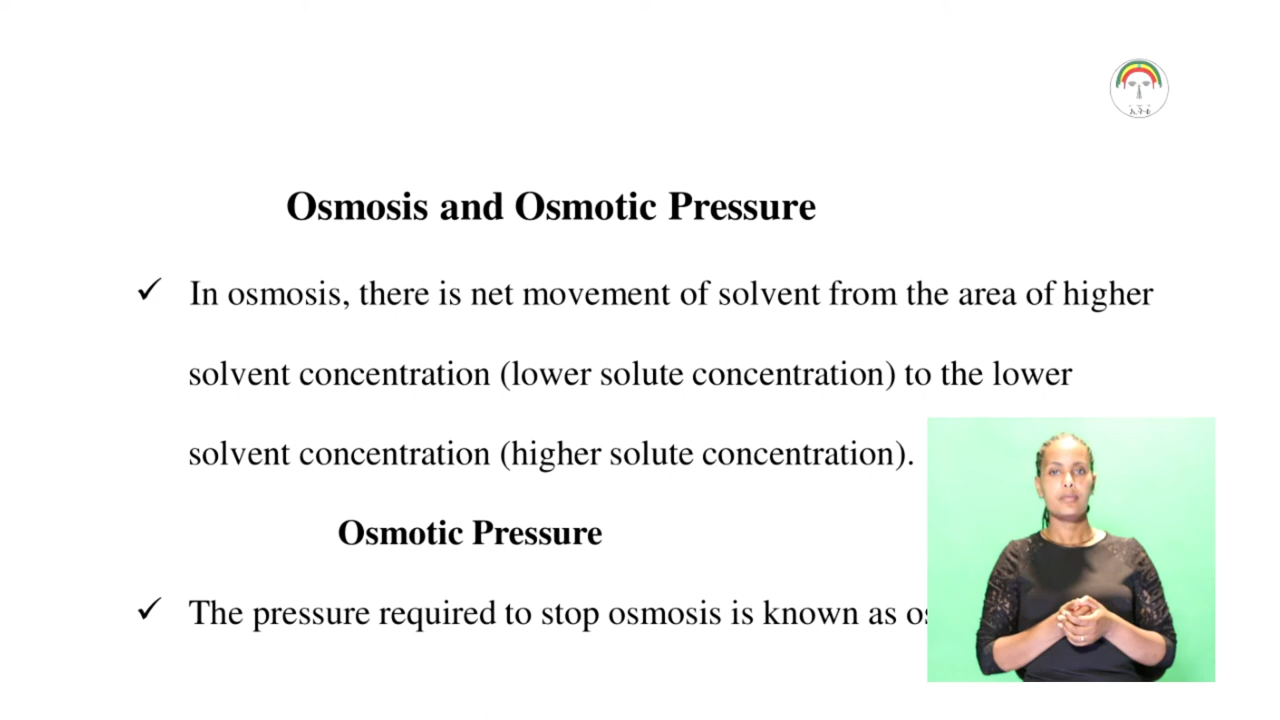 Osmosis and Osmotic Pressure
✓ In osmosis, there is net movement of solvent from the area of higher
solvent concentration (lower solute concentration) to the lower
solvent concentration (higher solute concentration).
Osmotic Pressure
✓ The pressure required to stop osmosis is known as